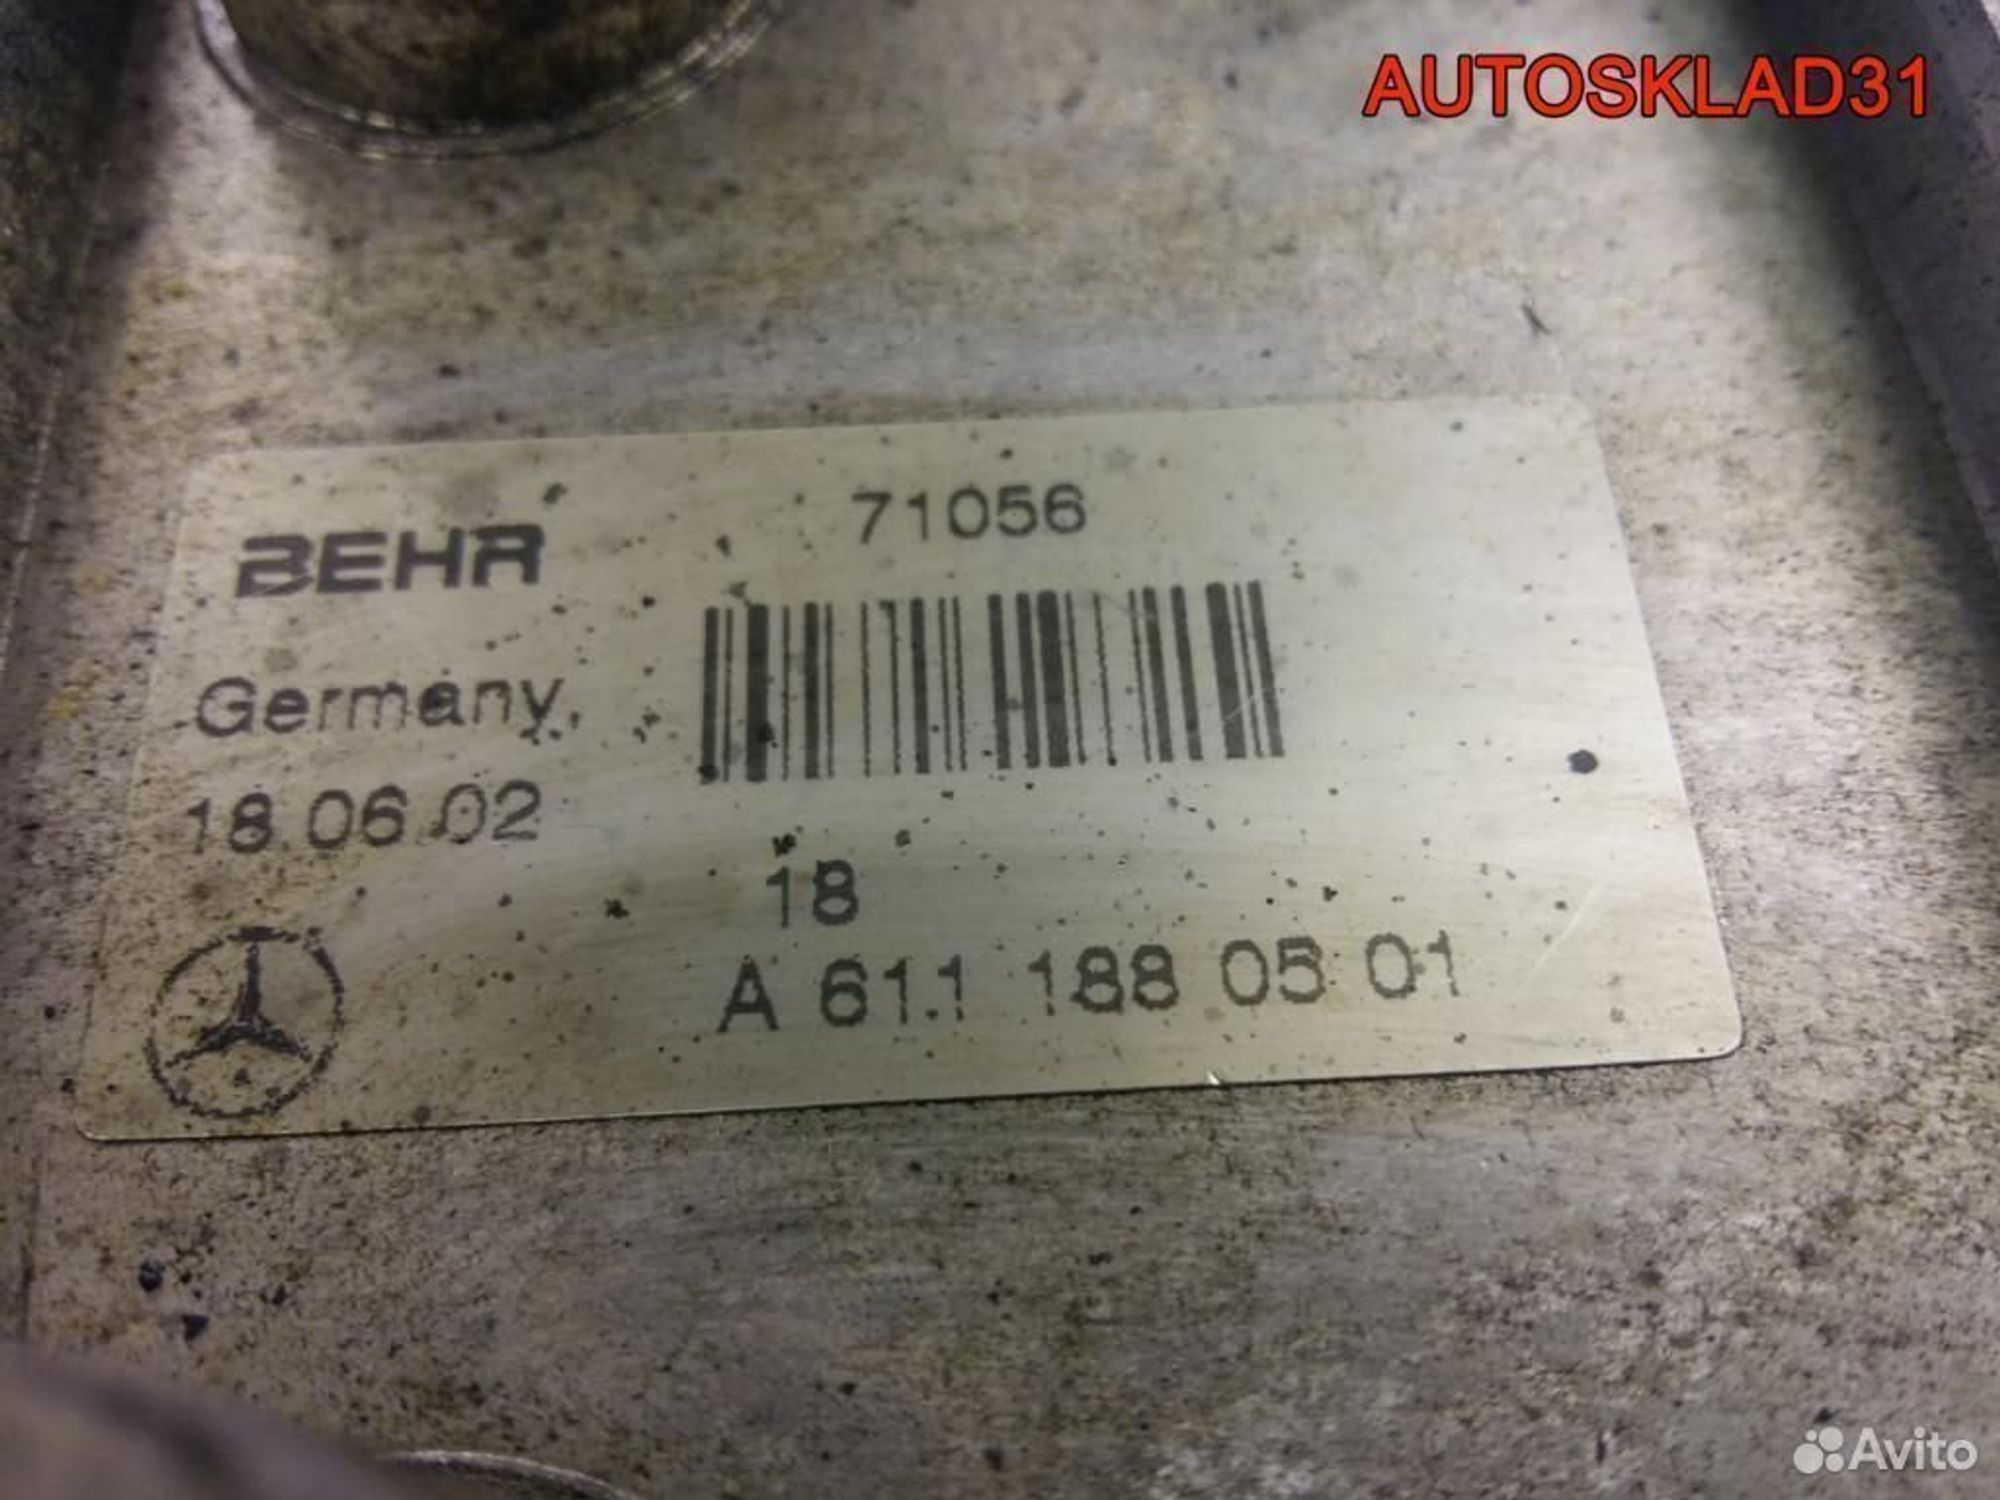 AUTOSKLAD31
BEHR 71056
Germany
18.06.02
18
A 611 188 05 01
Avito